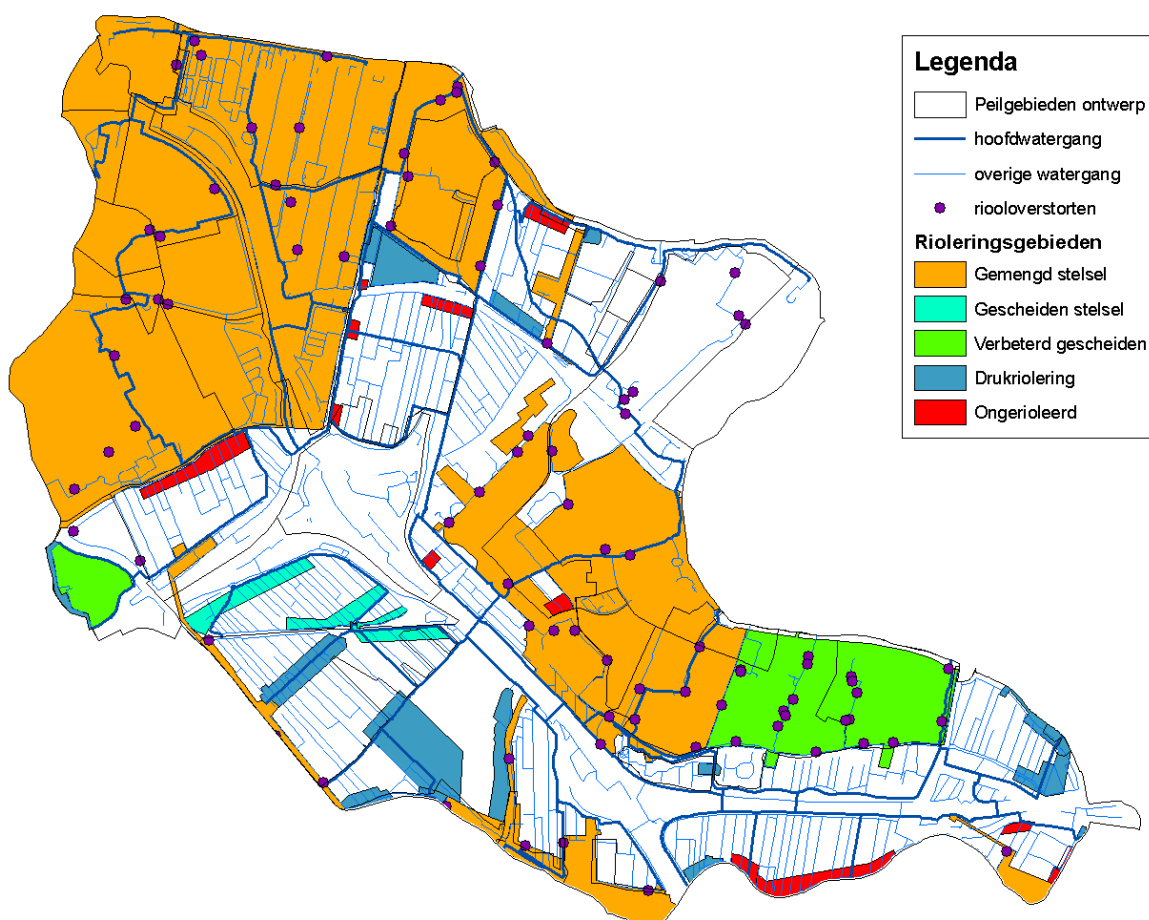 Legenda
Peilgebieden ontwerp
hoofdwatergang
overige watergang
riooloverstorten
Rioleringsgebieden
Gemengd stelsel
Gescheiden stelsel
Verbeterd gescheiden
Drukriolering
Ongerioleerd